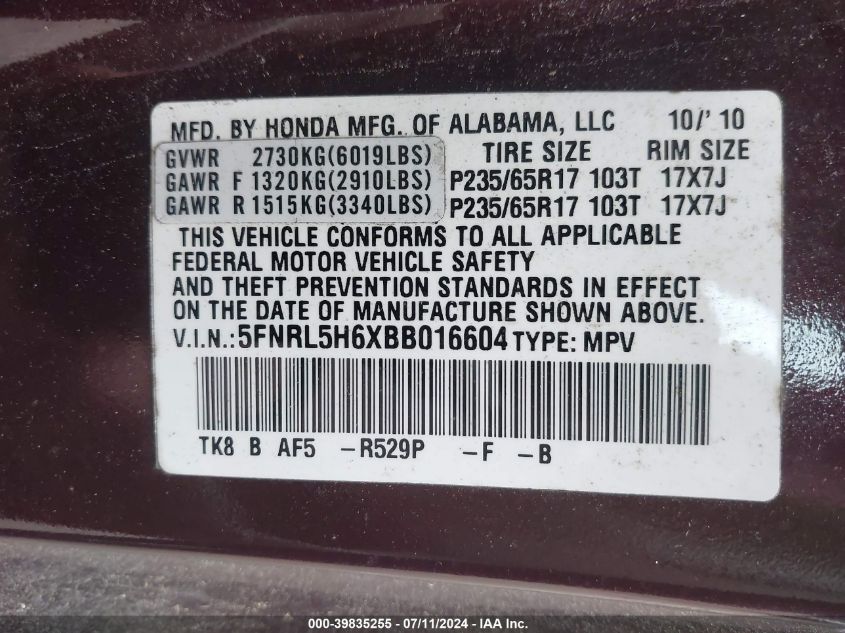 MFD. BY HONDA MFG. OF ALABAMA, LLC 10/'10
GVWR 2730KG(6019LBS) TIRE SIZE RIM SIZE
GAWR F 1320KG(2910LBS) P235/65R17 103T 17X7J
GAWR R 1515KG(3340LBS) P235/65R17 103T 17X7J
THIS VEHICLE CONFORMS TO ALL APPLICABLE
FEDERAL MOTOR VEHICLE SAFETY
AND THEFT PREVENTION STANDARDS IN EFFECT
ON THE DATE OF MANUFACTURE SHOWN ABOVE.
V.I.N.: 5FNRL5H6XBB016604 TYPE: MPV
TK8 B AF5 -R529P -F -B
000-39835255 - 07/11/2024 - IAA Inc.